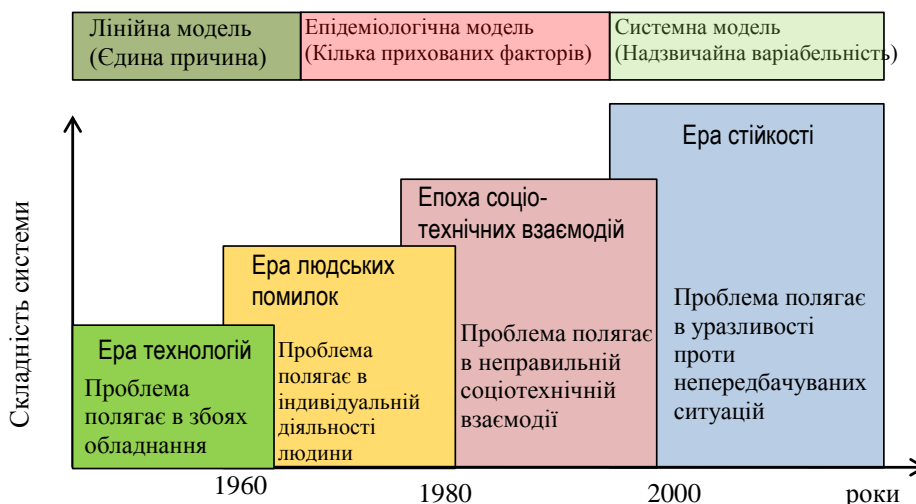 Лінійна модель
(Єдина причина)
Епідеміологічна модель
(Кілька прихованих факторів)
Системна модель
(Надзвичайна варіабельність)
Складність системи
Ера стійкості
Проблема полягає
в уразливості
проти
непередбачуваних
ситуацій
Епоха соціо-
технічних взаємодій
Проблема полягає
в неправильній
соціотехнічній
взаємодії
Ера людських
помилок
Проблема
полягає в
індивідуальній
діяльності
людини
Ера технологій
Проблема
полягає в збоях
обладнання
1960
1980
2000
роки